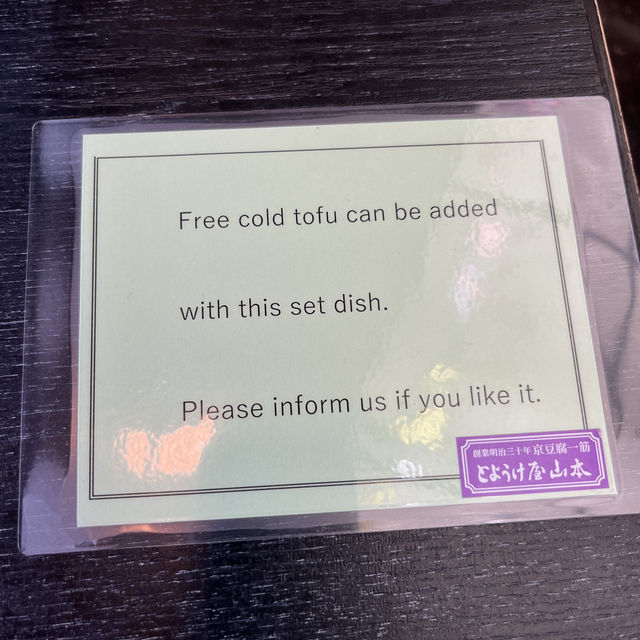 Free cold tofu can be added
with this set dish.
Please inform us if you like it.
創業明治三十年京豆腐一筋
とようけ屋山本